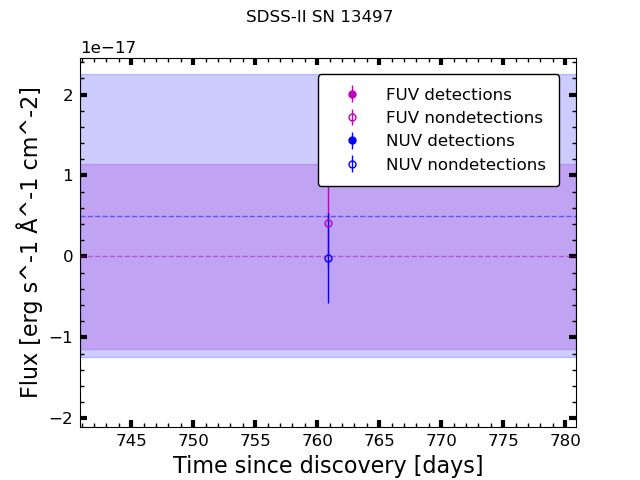 SDSS-II SN 13497
1e−17
FUV detections
FUV nondetections
NUV detections
NUV nondetections
2
1
0
−1
−2
Flux [erg s^-1 Å^-1 cm^-2]
745 750 755 760 765 770 775 780
Time since discovery [days]